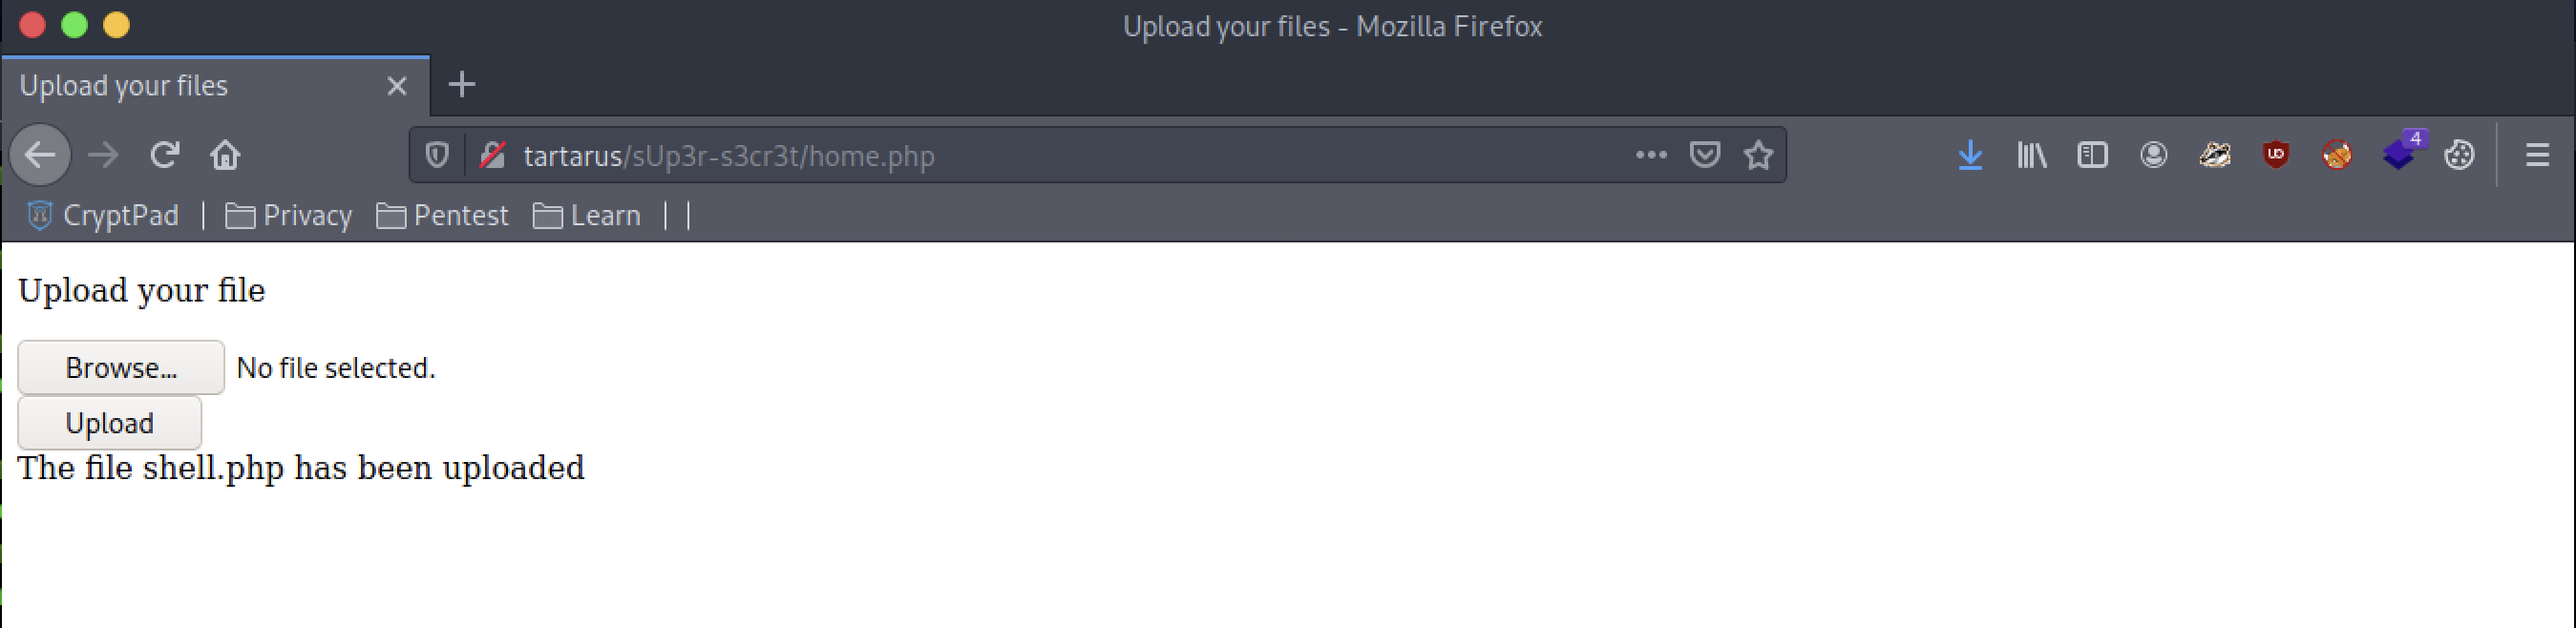 Upload your files - Mozilla Firefox
Upload your files
tartarus/sUp3r-s3cr3t/home.php
4
CryptPad | Privacy Pentest Learn | |
Upload your file
Browse... No file selected.
Upload
The file shell.php has been uploaded